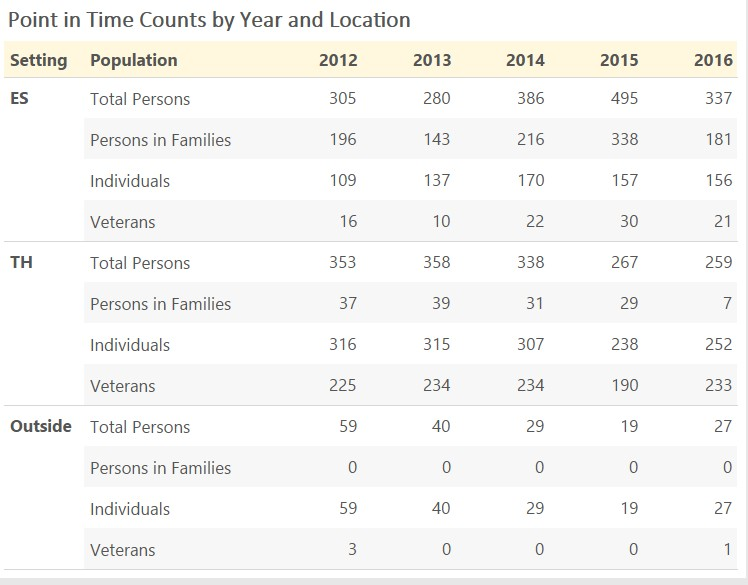 Point in Time Counts by Year and Location
Setting Population 2012 2013 2014 2015 2016
ES Total Persons 305 280 386 495 337
Persons in Families 196 143 216 338 181
Individuals 109 137 170 157 156
Veterans 16 10 22 30 21
TH Total Persons 353 358 338 267 259
Persons in Families 37 39 31 29 7
Individuals 316 315 307 238 252
Veterans 225 234 234 190 233
Outside Total Persons 59 40 29 19 27
Persons in Families 0 0 0 0 0
Individuals 59 40 29 19 27
Veterans 3 0 0 0 1